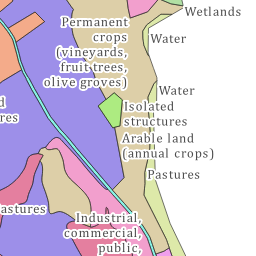 Wetlands
Permanent
crops
(vineyards,
fruit trees,
olive groves)
Water
Water
Isolated
structures
Arable land
(annual crops)
Pastures
astures
Industrial,
commercial,
public,